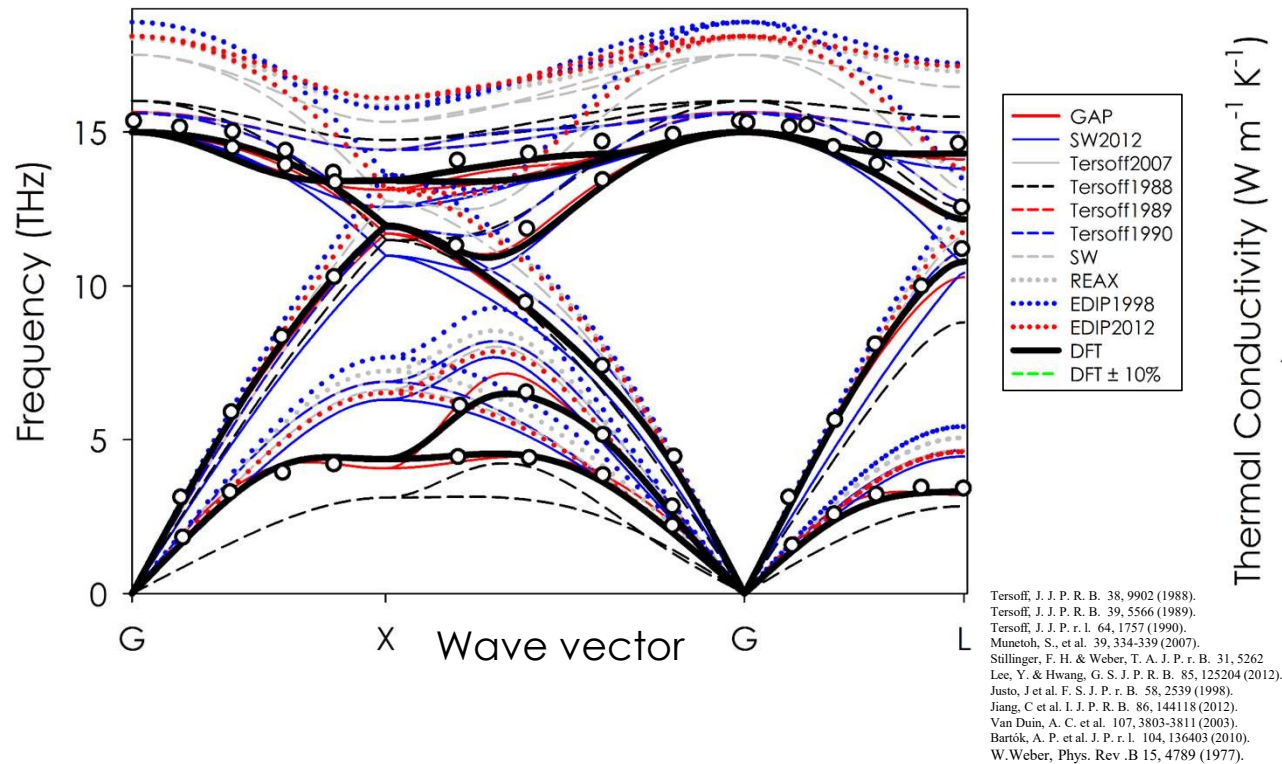 Frequency (THz)
15
10
5
0
G
X
G
L
Wave vector
GAP
SW2012
Tersoff2007
Tersoff1988
Tersoff1989
Tersoff1990
SW
REAX
EDIP1998
EDIP2012
DFT
DFT ± 10%
Thermal Conductivity (W m⁻¹ K⁻¹)
Tersoff, J. J. P. R. B. 38, 9902 (1988).
Tersoff, J. J. P. R. B. 39, 5566 (1989).
Tersoff, J. J. P. r. l. 64, 1757 (1990).
Munetoh, S., et al. 39, 334-339 (2007).
Stillinger, F. H. & Weber, T. A. J. P. r. B. 31, 5262
Lee, Y. & Hwang, G. S. J. P. R. B. 85, 125204 (2012).
Justo, J et al. F. S. J. P. r. B. 58, 2539 (1998).
Jiang, C et al. I. J. P. R. B. 86, 144118 (2012).
Van Duin, A. C. et al. 107, 3803-3811 (2003).
Bartók, A. P. et al. J. P. r. l. 104, 136403 (2010).
W.Weber, Phys. Rev .B 15, 4789 (1977).